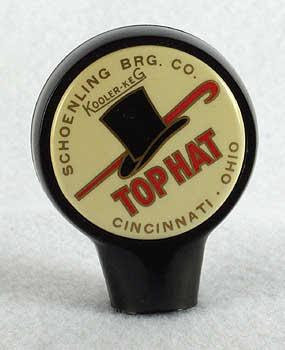 SCHOENLING BRG. CO.
KOOLER-KEG
TOP HAT
CINCINNATI · OHIO